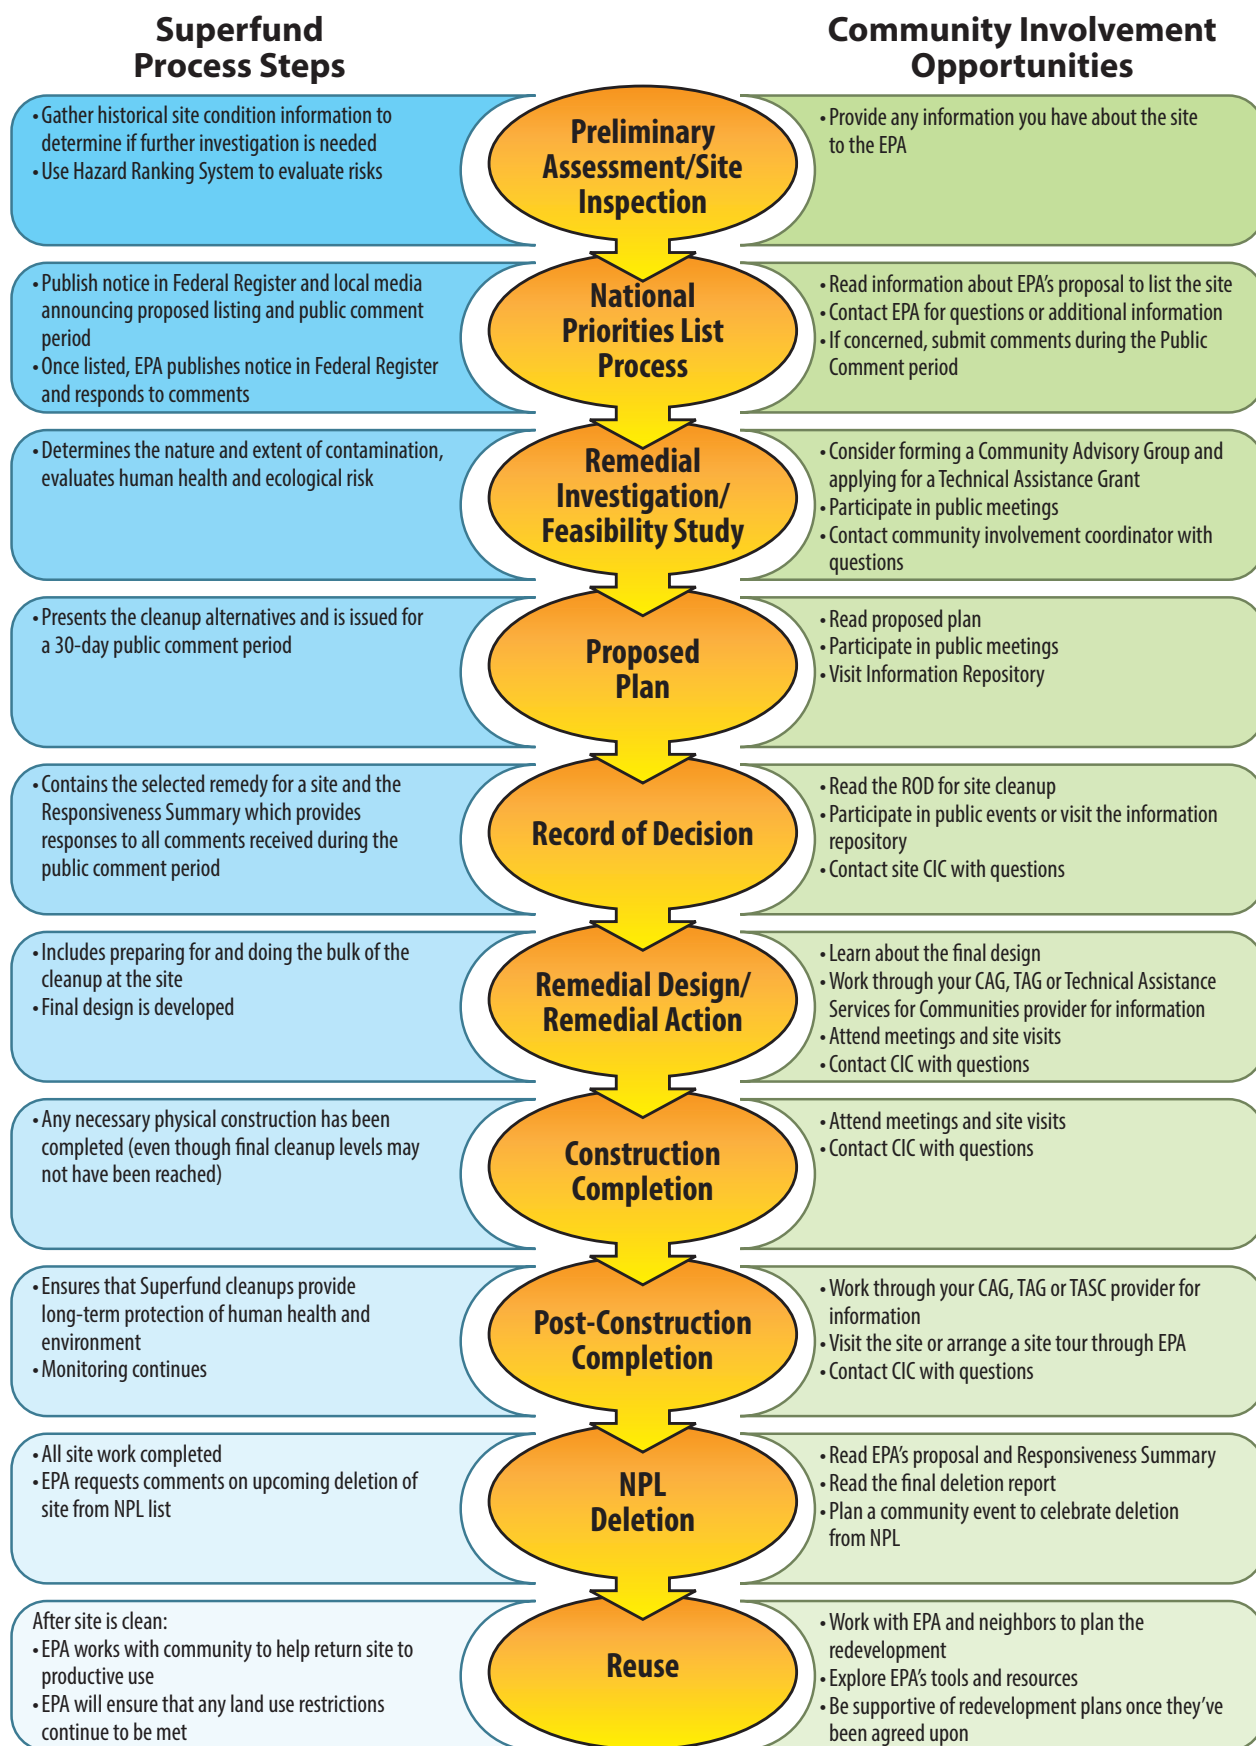 Superfund
Process Steps
Community Involvement
Opportunities
• Gather historical site condition information to
determine if further investigation is needed
• Use Hazard Ranking System to evaluate risks
Preliminary
Assessment/Site
Inspection
• Provide any information you have about the site
to the EPA
• Publish notice in Federal Register and local media
announcing proposed listing and public comment
period
• Once listed, EPA publishes notice in Federal Register
and responds to comments
National
Priorities List
Process
• Read information about EPA's proposal to list the site
• Contact EPA for questions or additional information
• If concerned, submit comments during the Public
Comment period
• Determines the nature and extent of contamination,
evaluates human health and ecological risk
Remedial
Investigation/
Feasibility Study
• Consider forming a Community Advisory Group and
applying for a Technical Assistance Grant
• Participate in public meetings
• Contact community involvement coordinator with
questions
• Presents the cleanup alternatives and is issued for
a 30-day public comment period
Proposed
Plan
• Read proposed plan
• Participate in public meetings
• Visit Information Repository
• Contains the selected remedy for a site and the
Responsiveness Summary which provides
responses to all comments received during the
public comment period
Record of Decision
• Read the ROD for site cleanup
• Participate in public events or visit the information
repository
• Contact site CIC with questions
• Includes preparing for and doing the bulk of the
cleanup at the site
• Final design is developed
Remedial Design/
Remedial Action
• Learn about the final design
• Work through your CAG, TAG or Technical Assistance
Services for Communities provider for information
• Attend meetings and site visits
• Contact CIC with questions
• Any necessary physical construction has been
completed (even though final cleanup levels may
not have been reached)
Construction
Completion
• Attend meetings and site visits
• Contact CIC with questions
• Ensures that Superfund cleanups provide
long-term protection of human health and
environment
• Monitoring continues
Post-Construction
Completion
• Work through your CAG, TAG or TASC provider for
information
• Visit the site or arrange a site tour through EPA
• Contact CIC with questions
• All site work completed
• EPA requests comments on upcoming deletion of
site from NPL list
NPL
Deletion
• Read EPA's proposal and Responsiveness Summary
• Read the final deletion report
• Plan a community event to celebrate deletion
from NPL
After site is clean:
• EPA works with community to help return site to
productive use
• EPA will ensure that any land use restrictions
continue to be met
Reuse
• Work with EPA and neighbors to plan the
redevelopment
• Explore EPA's tools and resources
• Be supportive of redevelopment plans once they've
been agreed upon